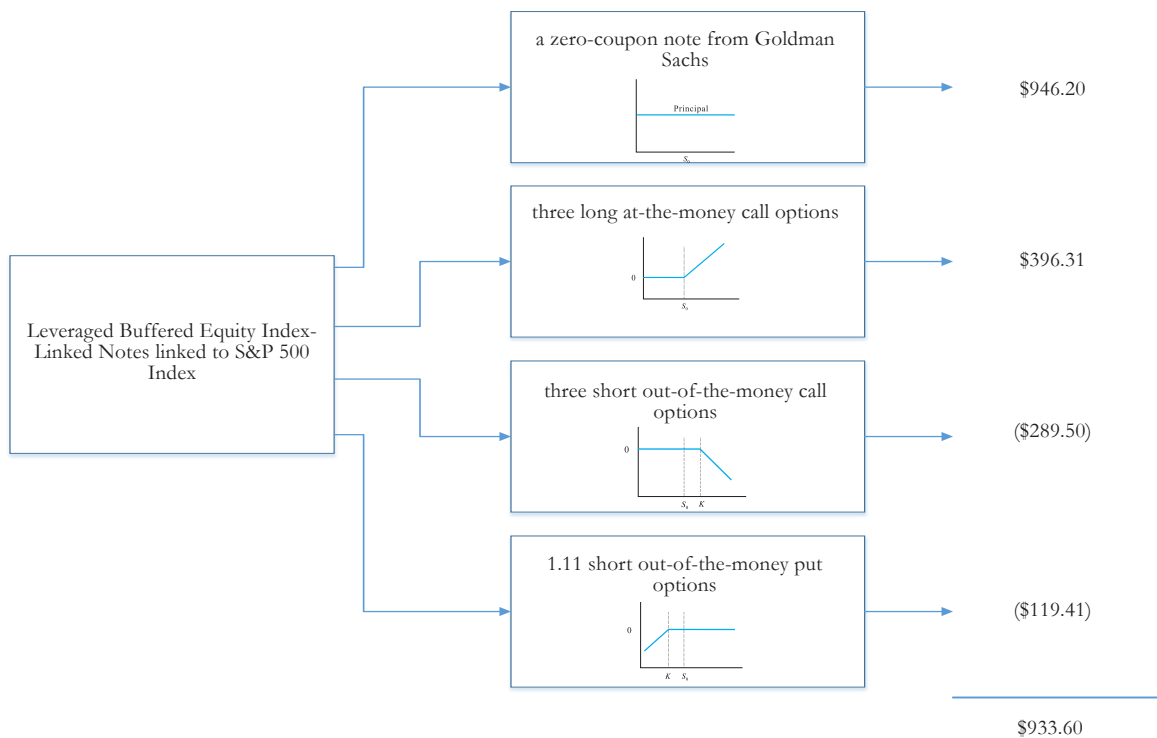 a zero-coupon note from Goldman
Sachs
Principal
S₀
$946.20
three long at-the-money call options
0
S₀
$396.31
Leveraged Buffered Equity Index-
Linked Notes linked to S&P 500
Index
three short out-of-the-money call
options
0
S₀ K
($289.50)
1.11 short out-of-the-money put
options
0
K S₀
($119.41)
$933.60